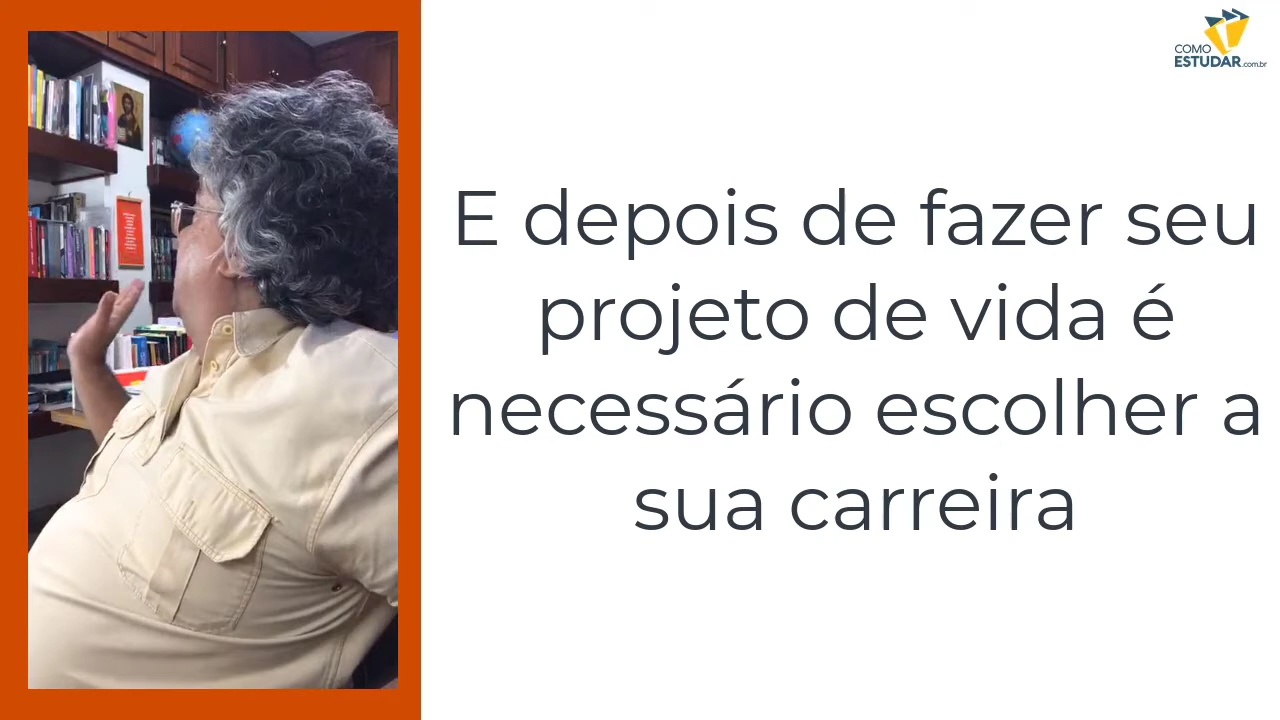 COMO
ESTUDAR.com.br
E depois de fazer seu
projeto de vida é
necessário escolher a
sua carreira